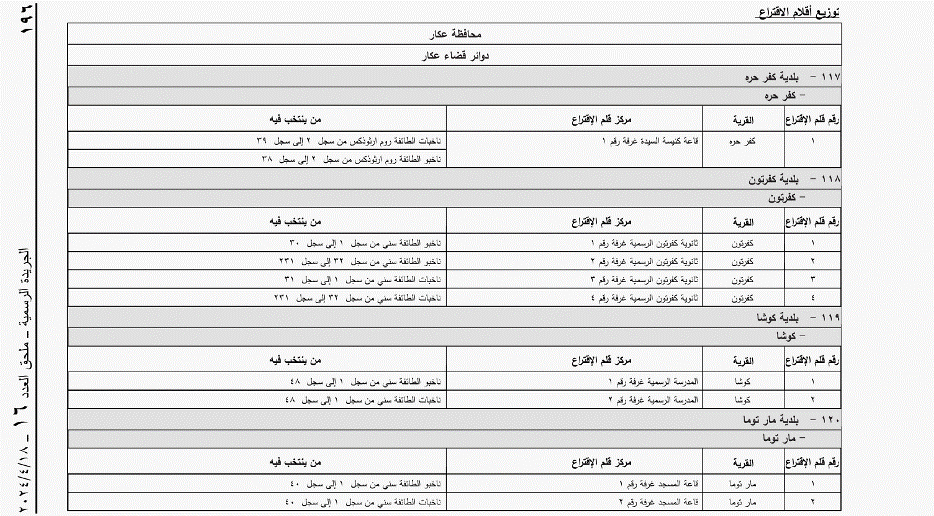 ١٩٦
توزيع أقلام الاقتراع
محافظة عكار
دوائر قضاء عكار
١١٧ - بلدية كفر حره
- كفر حره
رقم قلم الإقتراع القرية مركز قلم الإقتراع من ينتخب فيه
١ كفر حره قاعة كنيسة السيدة غرفة رقم ١ ناخبات الطائفة روم ارثوذكس من سجل ٢ إلى سجل ٣٩
ناخبو الطائفة روم ارثوذكس من سجل ٢ إلى سجل ٣٨
١١٨ - بلدية كفرتون
- كفرتون
رقم قلم الإقتراع القرية مركز قلم الإقتراع من ينتخب فيه
١ كفرتون ثانوية كفرتون الرسمية غرفة رقم ١ ناخبو الطائفة سني من سجل ١ إلى سجل ٣٠
٢ كفرتون ثانوية كفرتون الرسمية غرفة رقم ٢ ناخبو الطائفة سني من سجل ٣٢ إلى سجل ٢٣١
٣ كفرتون ثانوية كفرتون الرسمية غرفة رقم ٣ ناخبات الطائفة سني من سجل ١ إلى سجل ٣١
٤ كفرتون ثانوية كفرتون الرسمية غرفة رقم ٤ ناخبات الطائفة سني من سجل ٣٢ إلى سجل ٢٣١
١١٩ - بلدية كوشا
- كوشا
رقم قلم الإقتراع القرية مركز قلم الإقتراع من ينتخب فيه
١ كوشا المدرسة الرسمية غرفة رقم ١ ناخبو الطائفة سني من سجل ١ إلى سجل ٤٨
٢ كوشا المدرسة الرسمية غرفة رقم ٢ ناخبات الطائفة سني من سجل ١ إلى سجل ٤٨
١٢٠ - بلدية مار توما
- مار توما
رقم قلم الإقتراع القرية مركز قلم الإقتراع من ينتخب فيه
١ مار توما قاعة المسجد غرفة رقم ١ ناخبو الطائفة سني من سجل ١ إلى سجل ٤٠
٢ مار توما قاعة المسجد غرفة رقم ٢ ناخبات الطائفة سني من سجل ١ إلى سجل ٤٠
الجريدة الرسمية – ملحق العدد ١٦ – ٢٠٢٤/٤/١٨